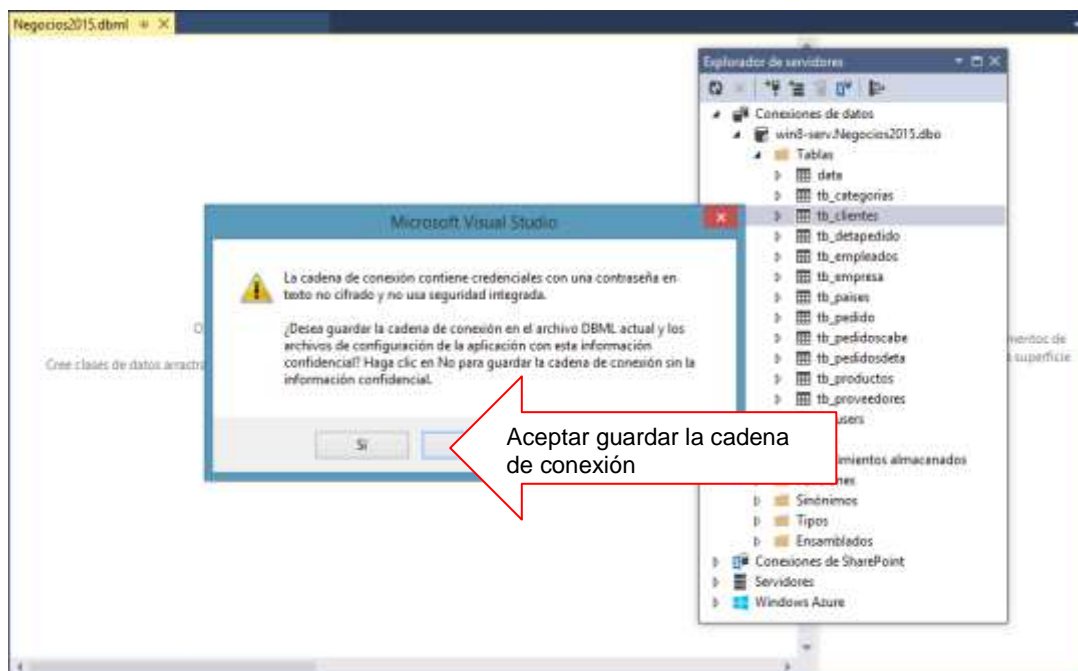 Negocios2015.dbml
Explorador de servidores
Conexiones de datos
win8-serv.Negocios2015.dbo
Tablas
data
tb_categorias
tb_clientes
tb_detapedido
tb_empleados
tb_empresa
tb_paises
tb_pedido
tb_pedidoscabe
tb_pedidosdeta
tb_productos
tb_proveedores
users
imientos almacenados
nes
Sinónimos
Tipos
Ensamblados
Conexiones de SharePoint
Servidores
Windows Azure
Microsoft Visual Studio
La cadena de conexión contiene credenciales con una contraseña en
texto no cifrado y no usa seguridad integrada.
¿Desea guardar la cadena de conexión en el archivo DBML actual y los
archivos de configuración de la aplicación con esta información
confidencial? Haga clic en No para guardar la cadena de conexión sin la
información confidencial.
Sí
Aceptar guardar la cadena
de conexión
Cree clases de datos arrastra
mentos de
superficie